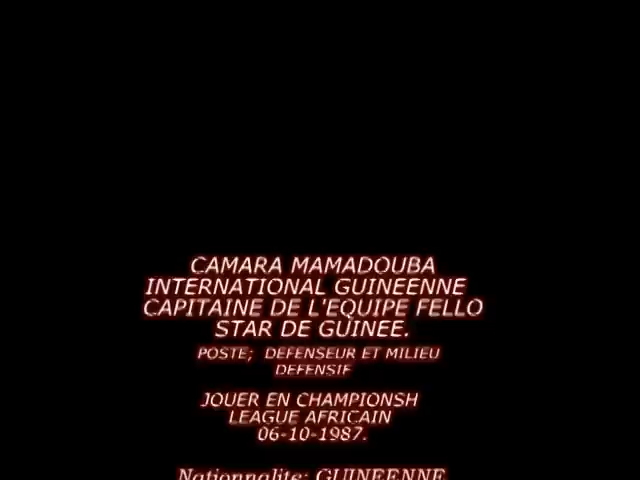 CAMARA MAMADOUBA
INTERNATIONAL GUINEENNE
CAPITAINE DE L'EQUIPE FELLO
STAR DE GUINEE.
POSTE; DEFENSEUR ET MILIEU
DEFENSIF
JOUER EN CHAMPIONSH
LEAGUE AFRICAIN
06-10-1987.
Nationnalite: GUINEENNE